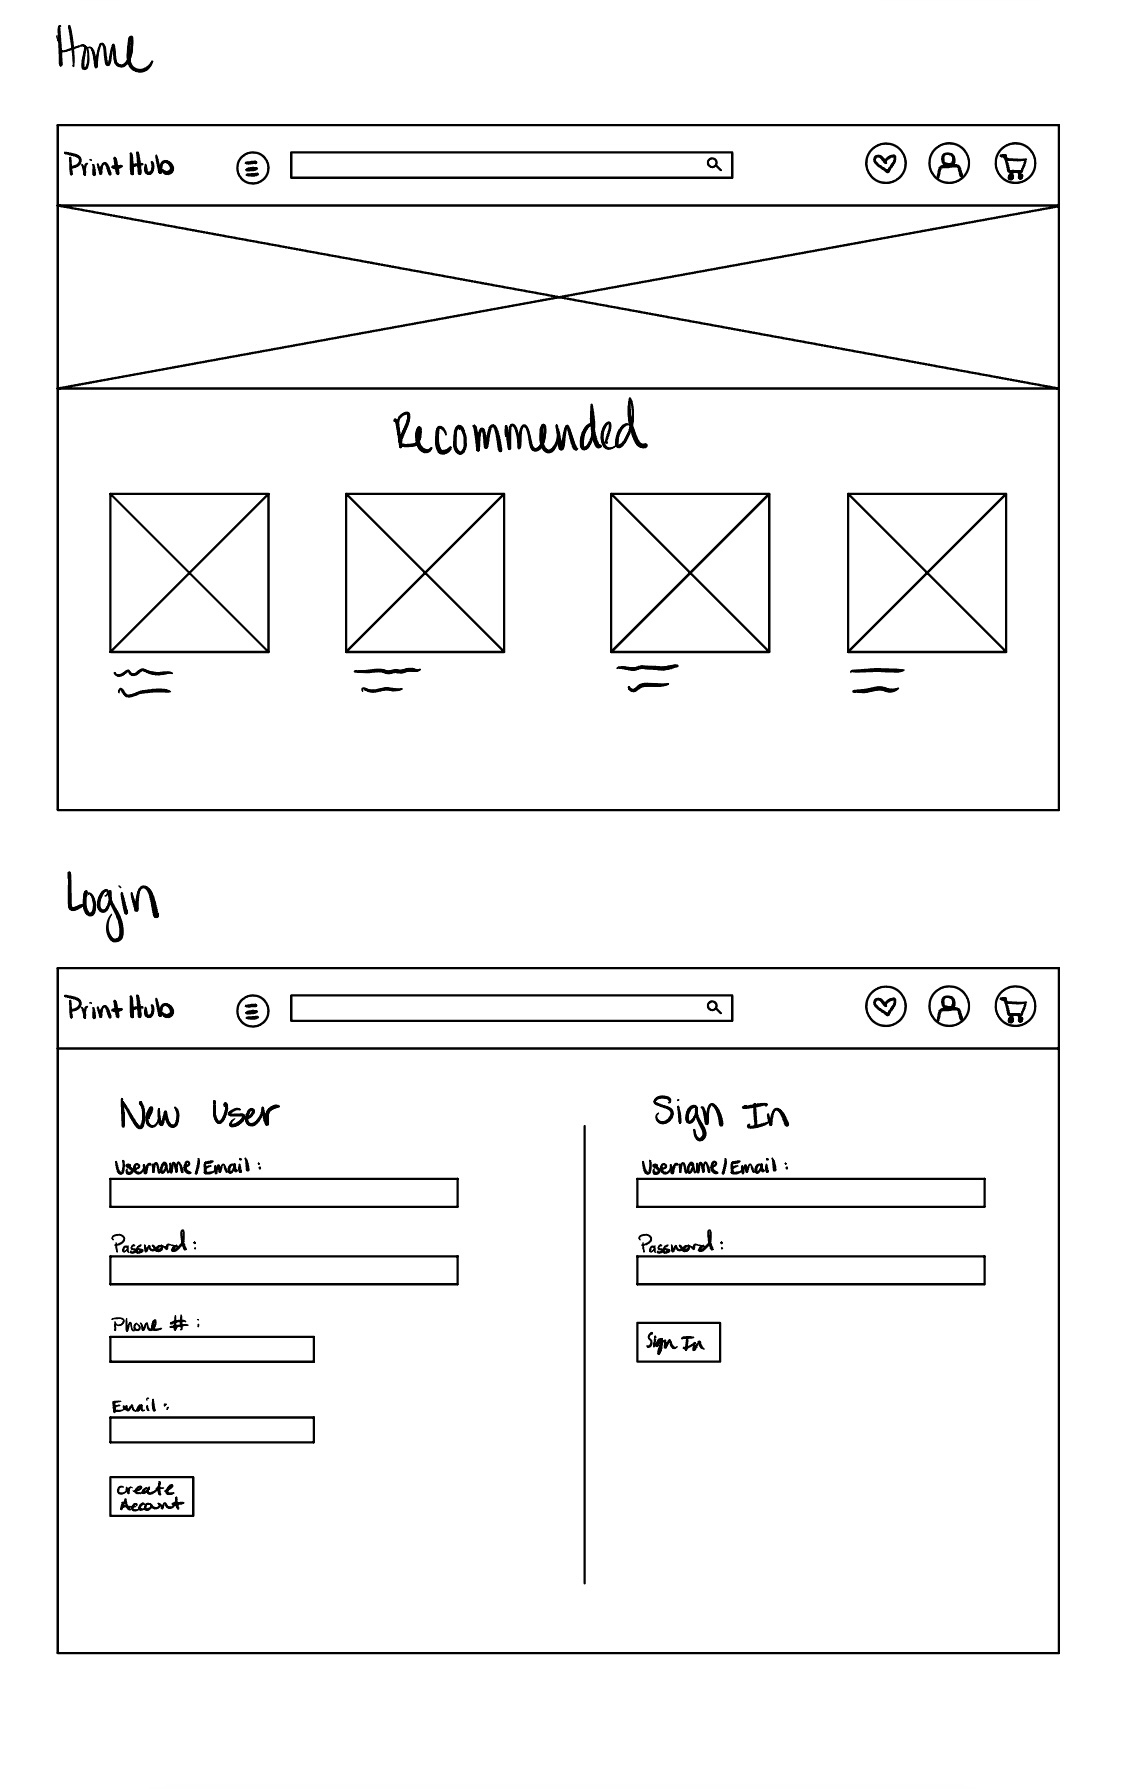 Home
Print Hub
Recommended
Login
Print Hub
New User
Username/Email :
Password :
Phone # :
Email :
Create
Account
Sign In
Username/Email :
Password :
Sign In